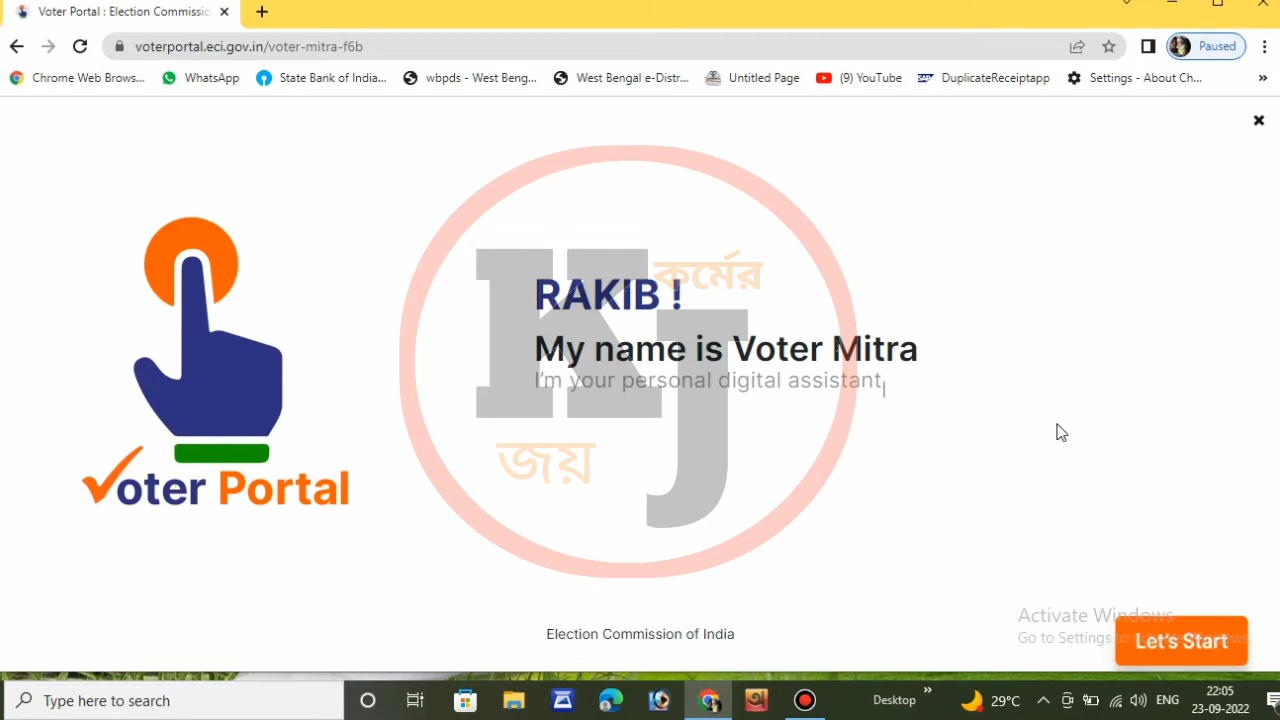 Voter Portal : Election Commissio
voterportal.eci.gov.in/voter-mitra-f6b
Paused
Chrome Web Brows...
WhatsApp
State Bank of India...
wbpds - West Beng...
West Bengal e-Distr...
Untitled Page
(9) YouTube
DuplicateReceiptapp
Settings - About Ch...
»
কর্মের
RAKIB !
K
J
My name is Voter Mitra
I'm your personal digital assistant
জয়
Voter Portal
Activate Windows
Go to Settings
Election Commission of India
Let's Start
Type here to search
Desktop
»
29°C
ENG
22:05
23-09-2022